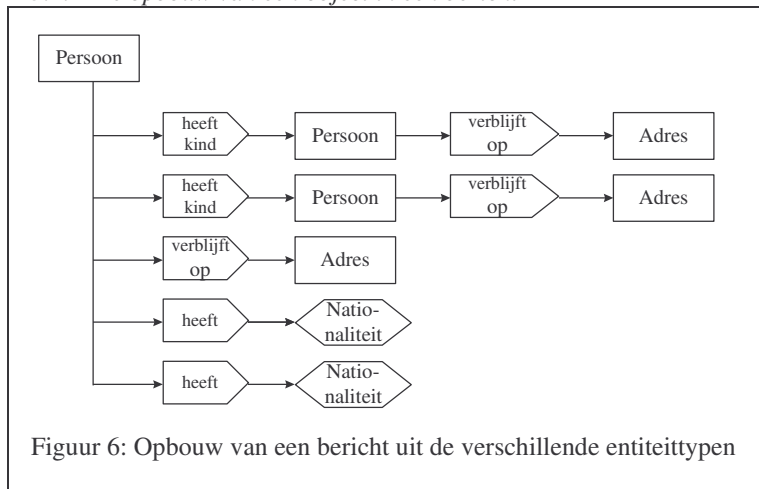 Persoon
heeft
kind
Persoon
verblijft
op
Adres
heeft
kind
Persoon
verblijft
op
Adres
verblijft
op
Adres
heeft
Natio-
naliteit
heeft
Natio-
naliteit
Figuur 6: Opbouw van een bericht uit de verschillende entiteittypen